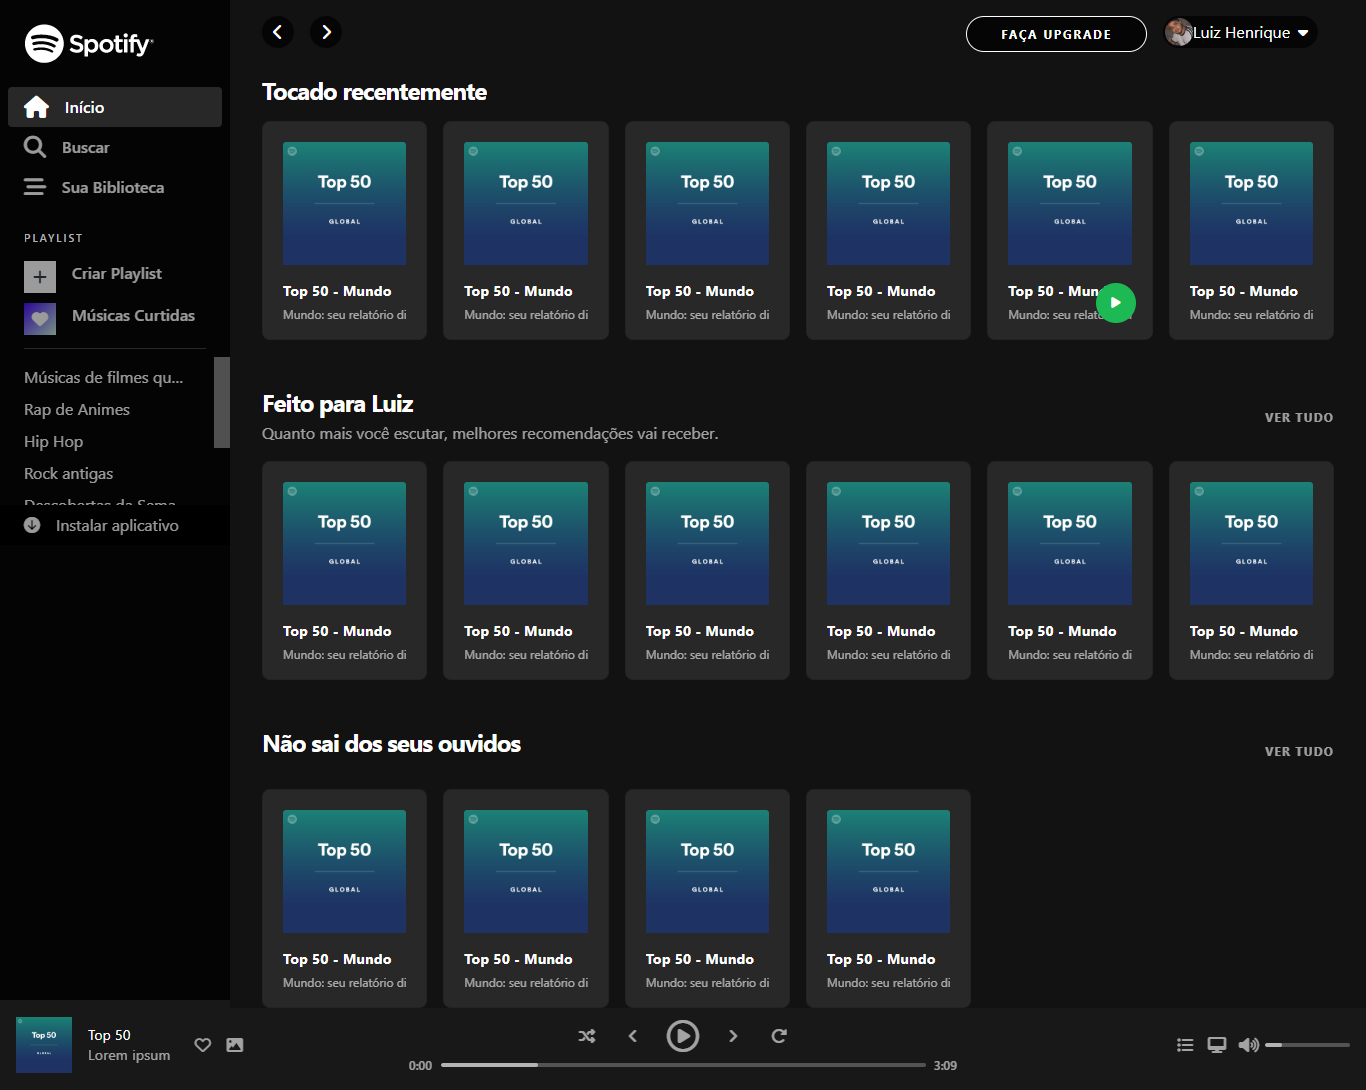 Spotify
Início
Buscar
Sua Biblioteca
PLAYLIST
Criar Playlist
Músicas Curtidas
Músicas de filmes qu...
Rap de Animes
Hip Hop
Rock antigas
Descobertas da Sema
Instalar aplicativo
FAÇA UPGRADE
Luiz Henrique
Tocado recentemente
Top 50 Top 50 Top 50 Top 50 Top 50 Top 50
GLOBAL GLOBAL GLOBAL GLOBAL GLOBAL GLOBAL
Top 50 - Mundo Top 50 - Mundo Top 50 - Mundo Top 50 - Mundo Top 50 - Mun Top 50 - Mundo
Mundo: seu relatório di Mundo: seu relatório di Mundo: seu relatório di Mundo: seu relatório di Mundo: seu relató Mundo: seu relatório di
Feito para Luiz
VER TUDO
Quanto mais você escutar, melhores recomendações vai receber.
Top 50 Top 50 Top 50 Top 50 Top 50 Top 50
GLOBAL GLOBAL GLOBAL GLOBAL GLOBAL GLOBAL
Top 50 - Mundo Top 50 - Mundo Top 50 - Mundo Top 50 - Mundo Top 50 - Mundo Top 50 - Mundo
Mundo: seu relatório di Mundo: seu relatório di Mundo: seu relatório di Mundo: seu relatório di Mundo: seu relatório di Mundo: seu relatório di
Não sai dos seus ouvidos
VER TUDO
Top 50 Top 50 Top 50 Top 50
GLOBAL GLOBAL GLOBAL GLOBAL
Top 50 - Mundo Top 50 - Mundo Top 50 - Mundo Top 50 - Mundo
Mundo: seu relatório di Mundo: seu relatório di Mundo: seu relatório di Mundo: seu relatório di
Top 50
GLOBAL
Top 50
Lorem ipsum
0:00
3:09